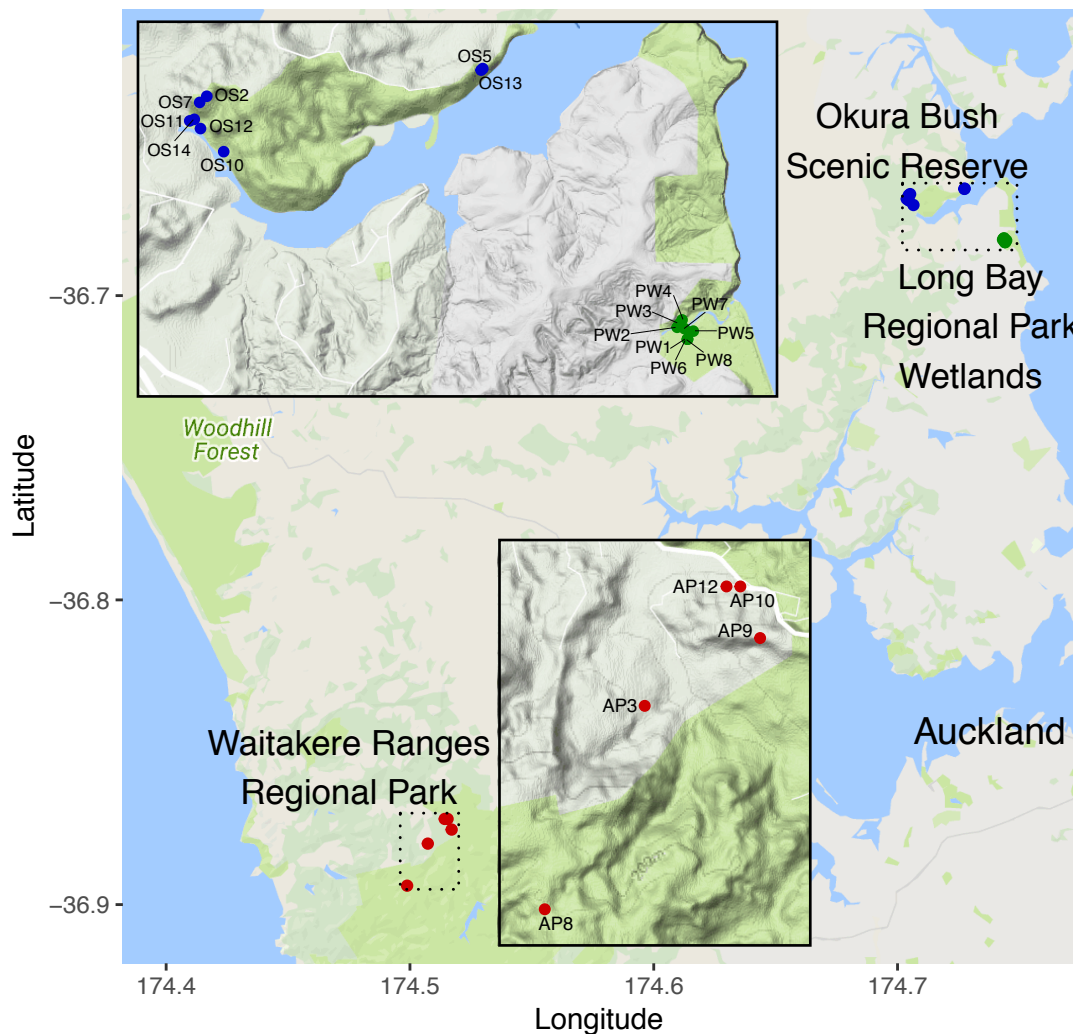 OS5
OS13
OS7
OS2
OS11
OS12
OS14
OS10
PW4
PW3
PW7
PW2
PW5
PW1
PW8
PW6
Okura Bush
Scenic Reserve
Long Bay
Regional Park
Wetlands
Woodhill
Forest
AP12
AP10
AP9
AP3
200m
AP8
Waitakere Ranges
Regional Park
Auckland
Latitude
−36.7
−36.8
−36.9
174.4
174.5
174.6
174.7
Longitude